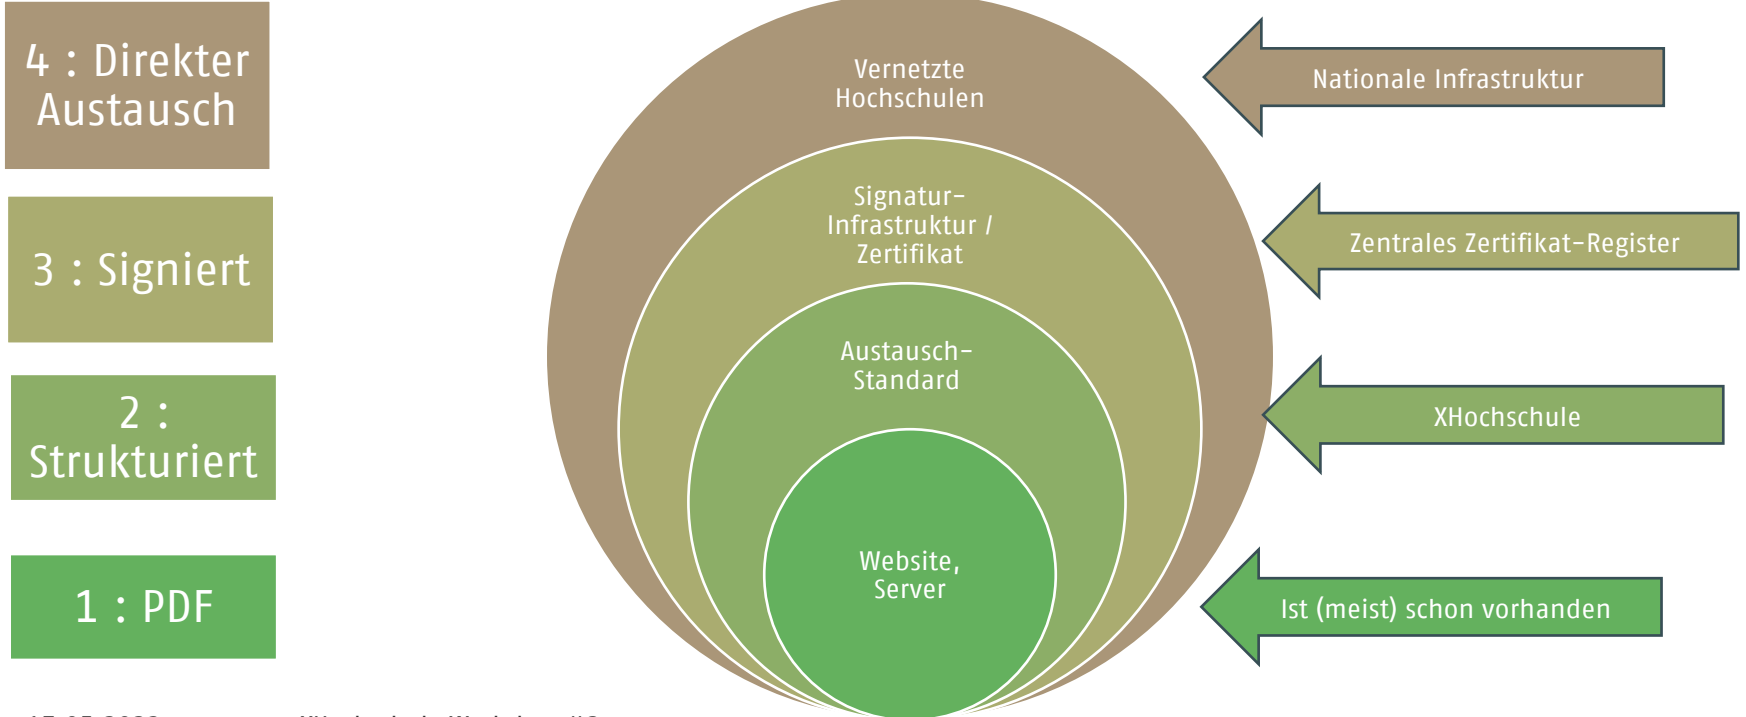 4 : Direkter
Austausch
Vernetzte
Hochschulen
Nationale Infrastruktur
3 : Signiert
Signatur-
Infrastruktur /
Zertifikat
Zentrales Zertifikat-Register
2 :
Strukturiert
Austausch-
Standard
XHochschule
1 : PDF
Website,
Server
Ist (meist) schon vorhanden